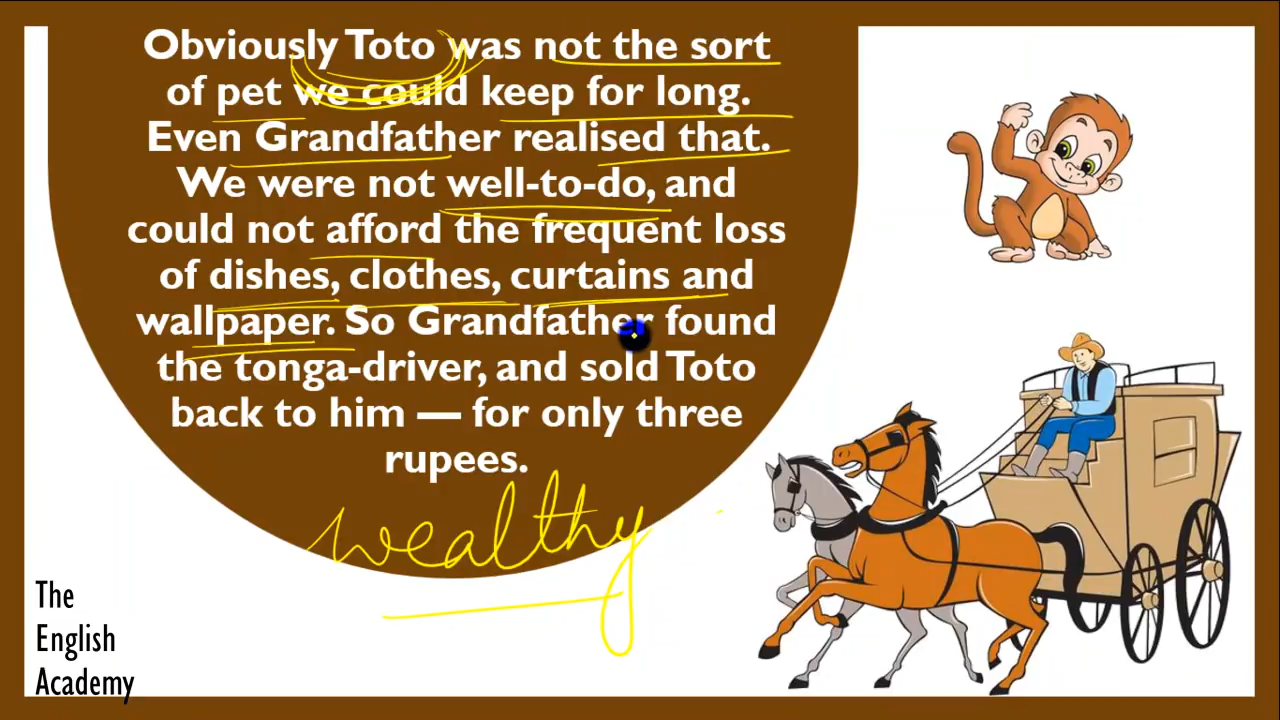 Obviously Toto was not the sort
of pet we could keep for long.
Even Grandfather realised that.
We were not well-to-do, and
could not afford the frequent loss
of dishes, clothes, curtains and
wallpaper. So Grandfather found
the tonga-driver, and sold Toto
back to him — for only three
rupees.
wealthy
The
English
Academy